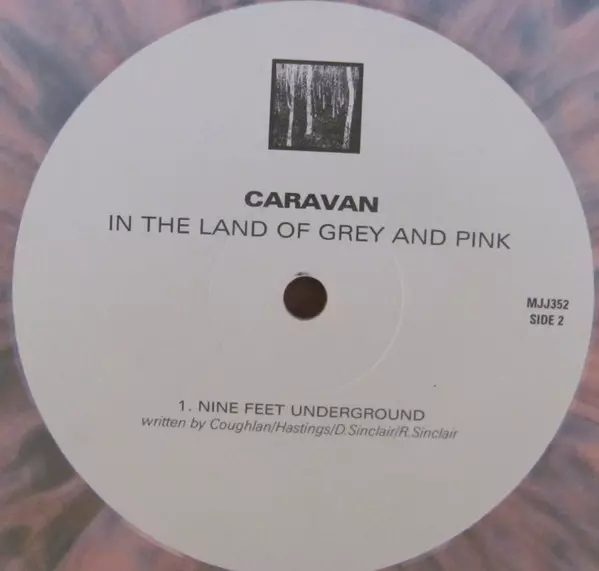 CARAVAN
IN THE LAND OF GREY AND PINK
MJJ352
SIDE 2
1. NINE FEET UNDERGROUND
written by Coughlan/Hastings/D.Sinclair/R.Sinclair